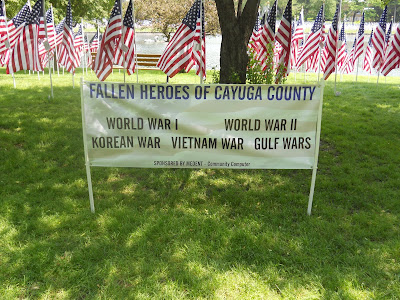 FALLEN HEROES OF CAYUGA COUNTY
WORLD WAR I WORLD WAR II
KOREAN WAR VIETNAM WAR GULF WARS
SPONSORED BY MEDENT - Community Computer